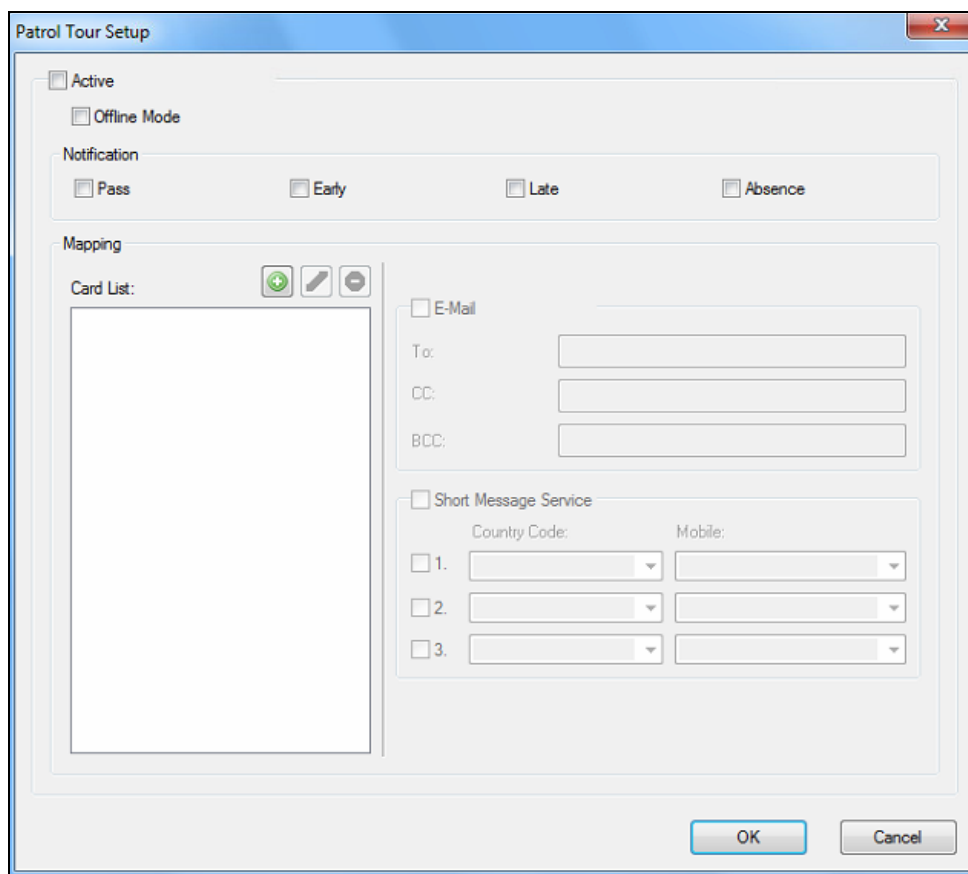 Patrol Tour Setup
Active
Offline Mode
Notification
Pass Early Late Absence
Mapping
Card List:
E-Mail
To:
CC:
BCC:
Short Message Service
Country Code: Mobile:
1.
2.
3.
OK Cancel